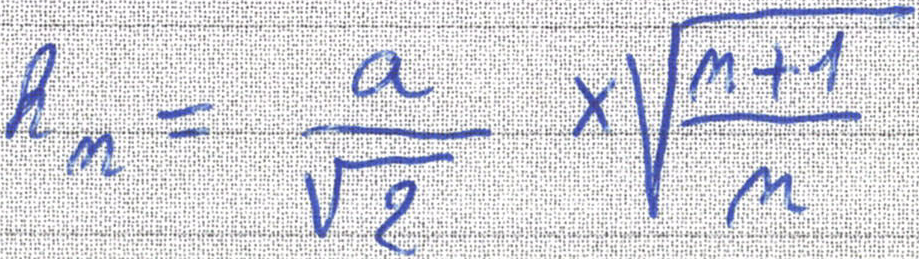 h_n = a/√2 × √((n+1)/n)